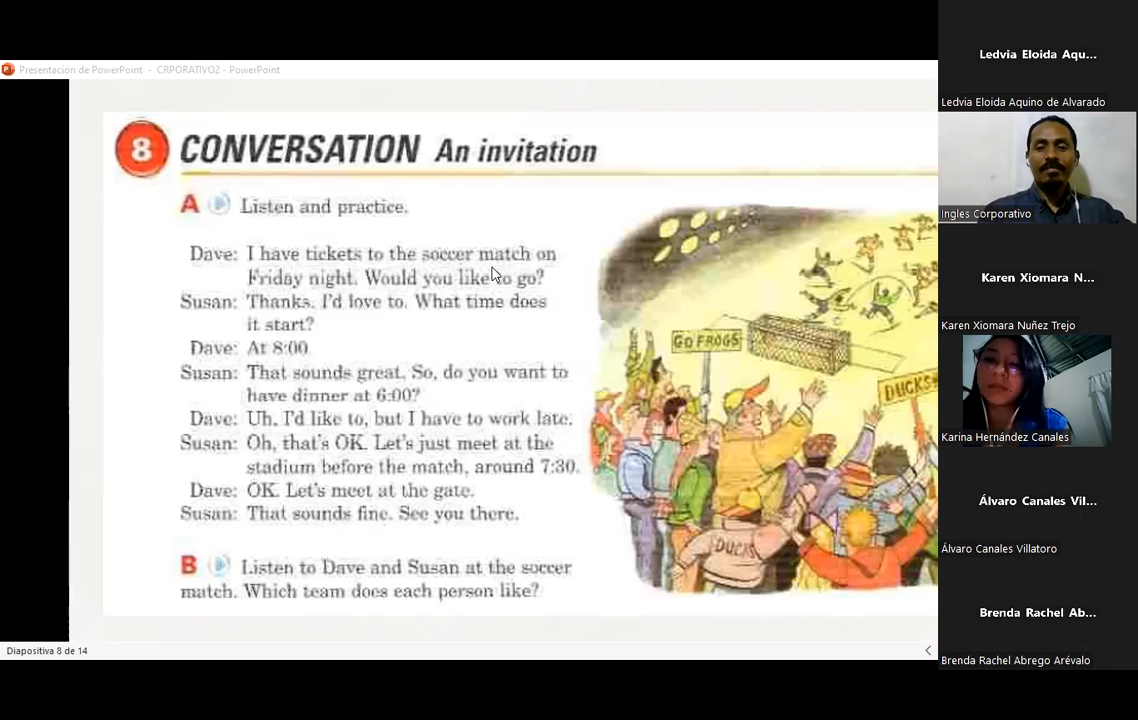 Presentación de PowerPoint - CRPORATIVO2 - PowerPoint
8 CONVERSATION An invitation
A Listen and practice.
Dave: I have tickets to the soccer match on
Friday night. Would you like to go?
Susan: Thanks. I'd love to. What time does
it start?
Dave: At 8:00
Susan: That sounds great. So, do you want to
have dinner at 6:00?
Dave: Uh, I'd like to, but I have to work late.
Susan: Oh, that's OK. Let's just meet at the
stadium before the match, around 7:30.
Dave: OK. Let's meet at the gate.
Susan: That sounds fine. See you there.
B Listen to Dave and Susan at the soccer
match. Which team does each person like?
GO FROGS
DUCKS
DUCKS
Diapositiva 8 de 14
Ledvia Eloida Aqu...
Ledvia Eloida Aquino de Alvarado
Ingles Corporativo
Karen Xiomara N...
Karen Xiomara Nuñez Trejo
Karina Hernández Canales
Álvaro Canales Vil...
Álvaro Canales Villatoro
Brenda Rachel Ab...
Brenda Rachel Abrego Arévalo